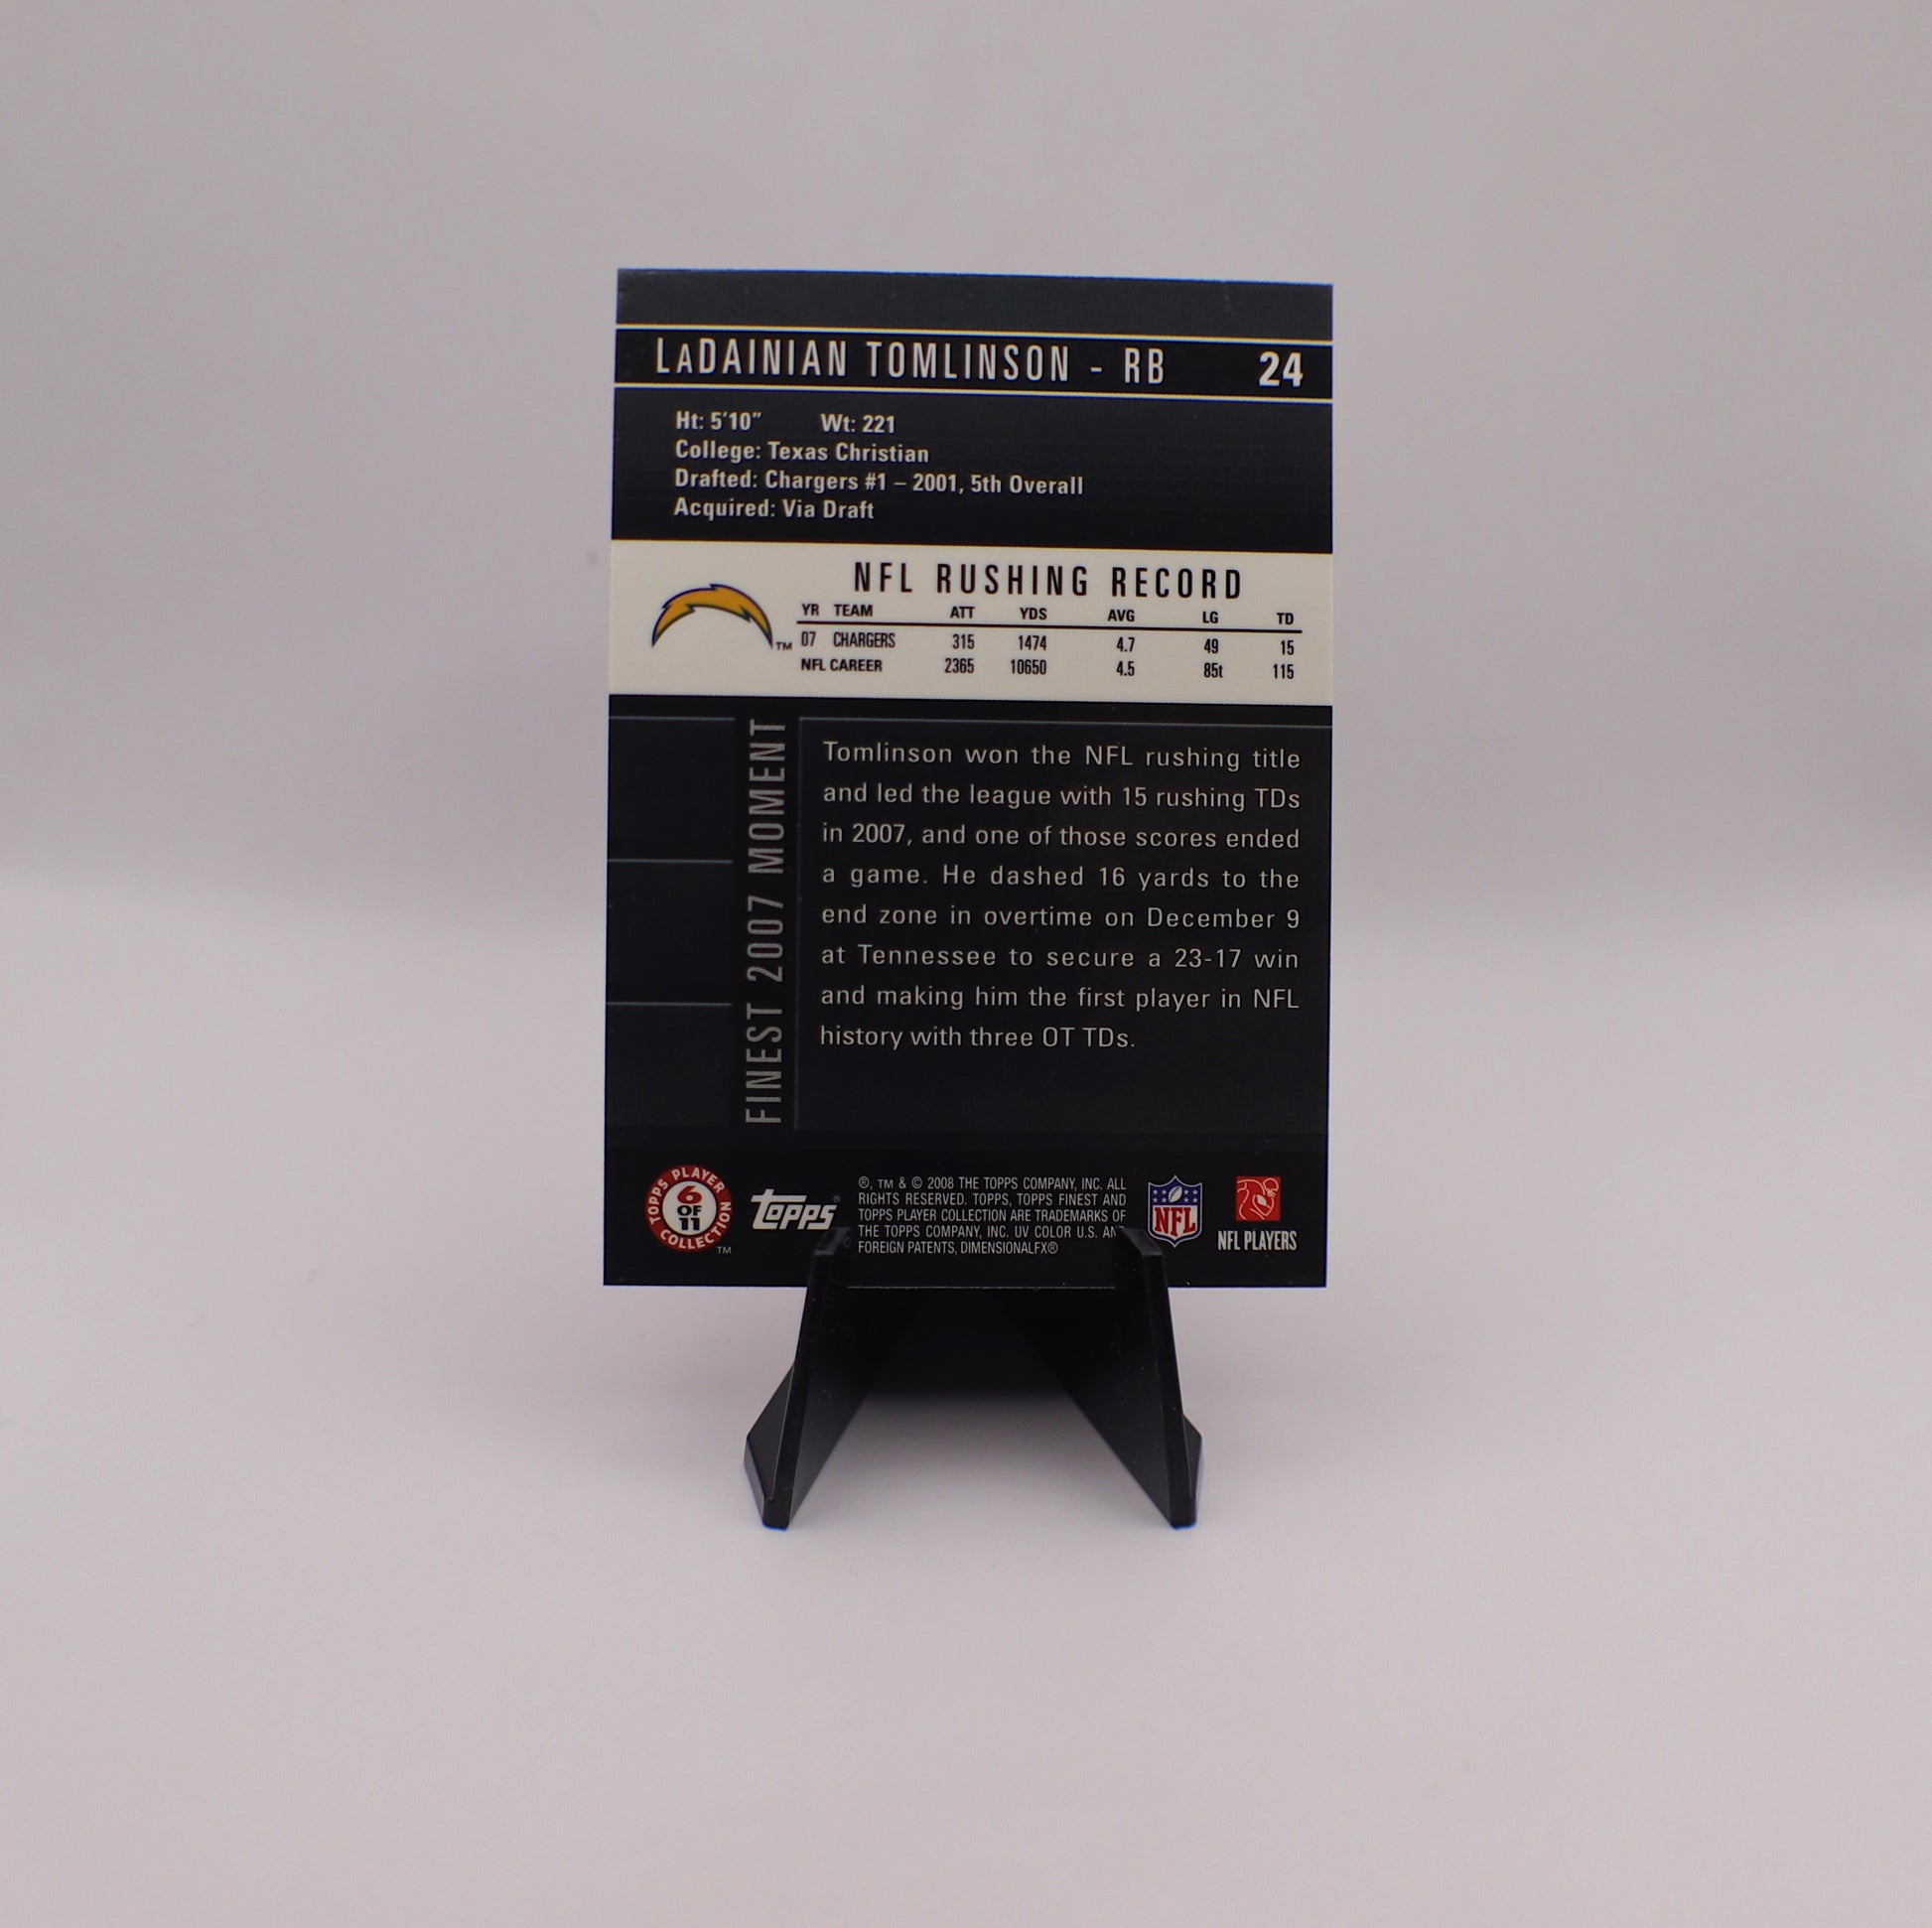 LaDAINIAN TOMLINSON - RB 24
Ht: 5'10" Wt: 221
College: Texas Christian
Drafted: Chargers #1 – 2001, 5th Overall
Acquired: Via Draft
NFL RUSHING RECORD
YR TEAM ATT YDS AVG LG TD
07 CHARGERS 315 1474 4.7 49 15
NFL CAREER 2365 10650 4.5 85t 115
TM
FINEST 2007 MOMENT
Tomlinson won the NFL rushing title
and led the league with 15 rushing TDs
in 2007, and one of those scores ended
a game. He dashed 16 yards to the
end zone in overtime on December 9
at Tennessee to secure a 23-17 win
and making him the first player in NFL
history with three OT TDs.
TOPPS PLAYER COLLECTION
6
OF
11
TM
topps®
®, TM & © 2008 THE TOPPS COMPANY, INC. ALL
RIGHTS RESERVED. TOPPS, TOPPS FINEST AND
TOPPS PLAYER COLLECTION ARE TRADEMARKS OF
THE TOPPS COMPANY, INC. UV COLOR U.S. AN
FOREIGN PATENTS, DIMENSIONALFX®
NFL
NFL PLAYERS